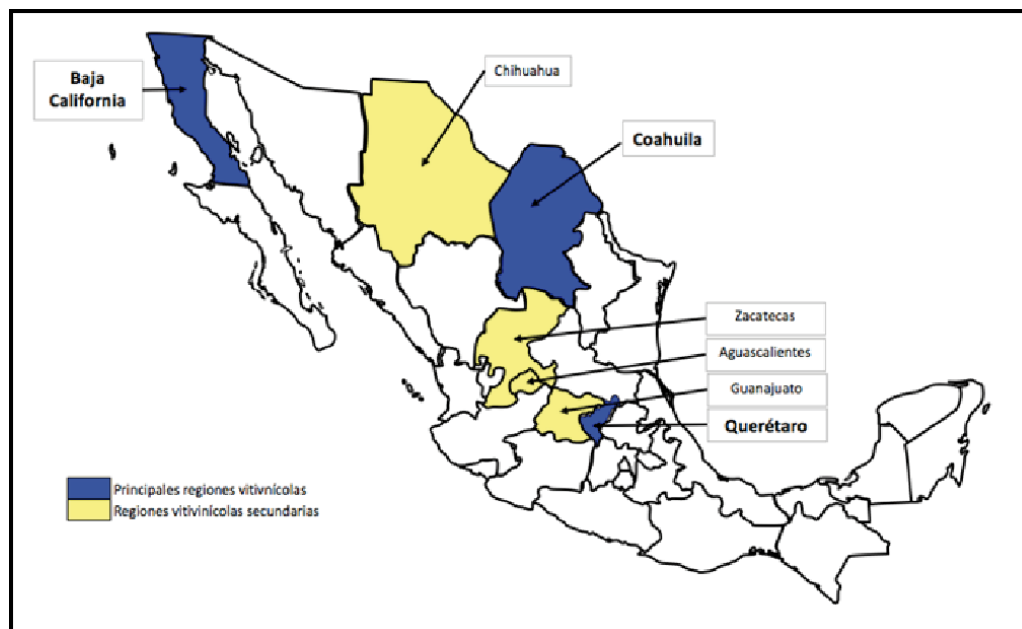 Baja
California
Chihuahua
Coahuila
Zacatecas
Aguascalientes
Guanajuato
Querétaro
Principales regiones vitivnícolas
Regiones vitivinícolas secundarias